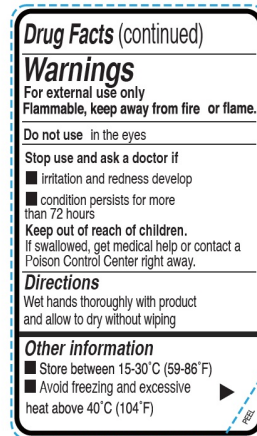 Drug Facts (continued)
Warnings
For external use only
Flammable, keep away from fire or flame.
Do not use in the eyes
Stop use and ask a doctor if
■ irritation and redness develop
■ condition persists for more
than 72 hours
Keep out of reach of children.
If swallowed, get medical help or contact a
Poison Control Center right away.
Directions
Wet hands thoroughly with product
and allow to dry without wiping
Other information
■ Store between 15-30˚C (59-86˚F)
■ Avoid freezing and excessive
heat above 40˚C (104˚F)
PEEL